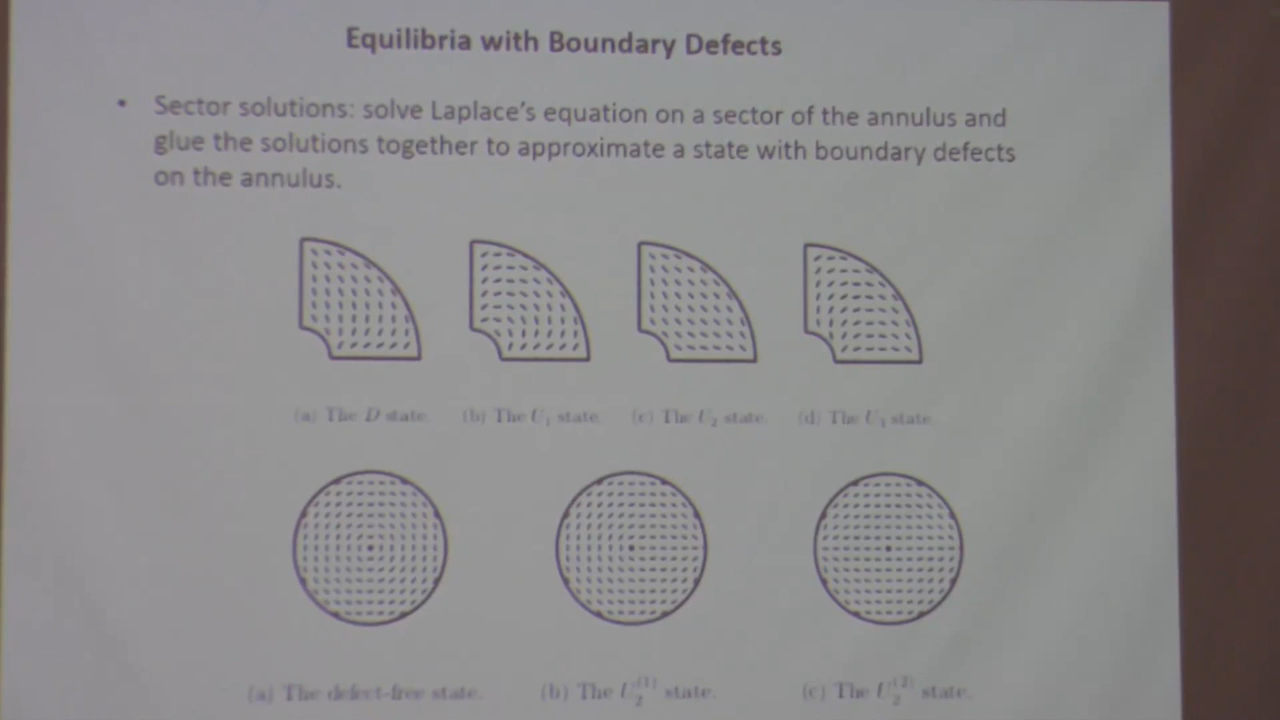 Equilibria with Boundary Defects
• Sector solutions: solve Laplace's equation on a sector of the annulus and
glue the solutions together to approximate a state with boundary defects
on the annulus.
(a) The D state. (b) The U₁ state. (c) The U₂ state. (d) The U₃ state.
(a) The defect-free state. (b) The U₂⁽¹⁾ state. (c) The U₂⁽²⁾ state.